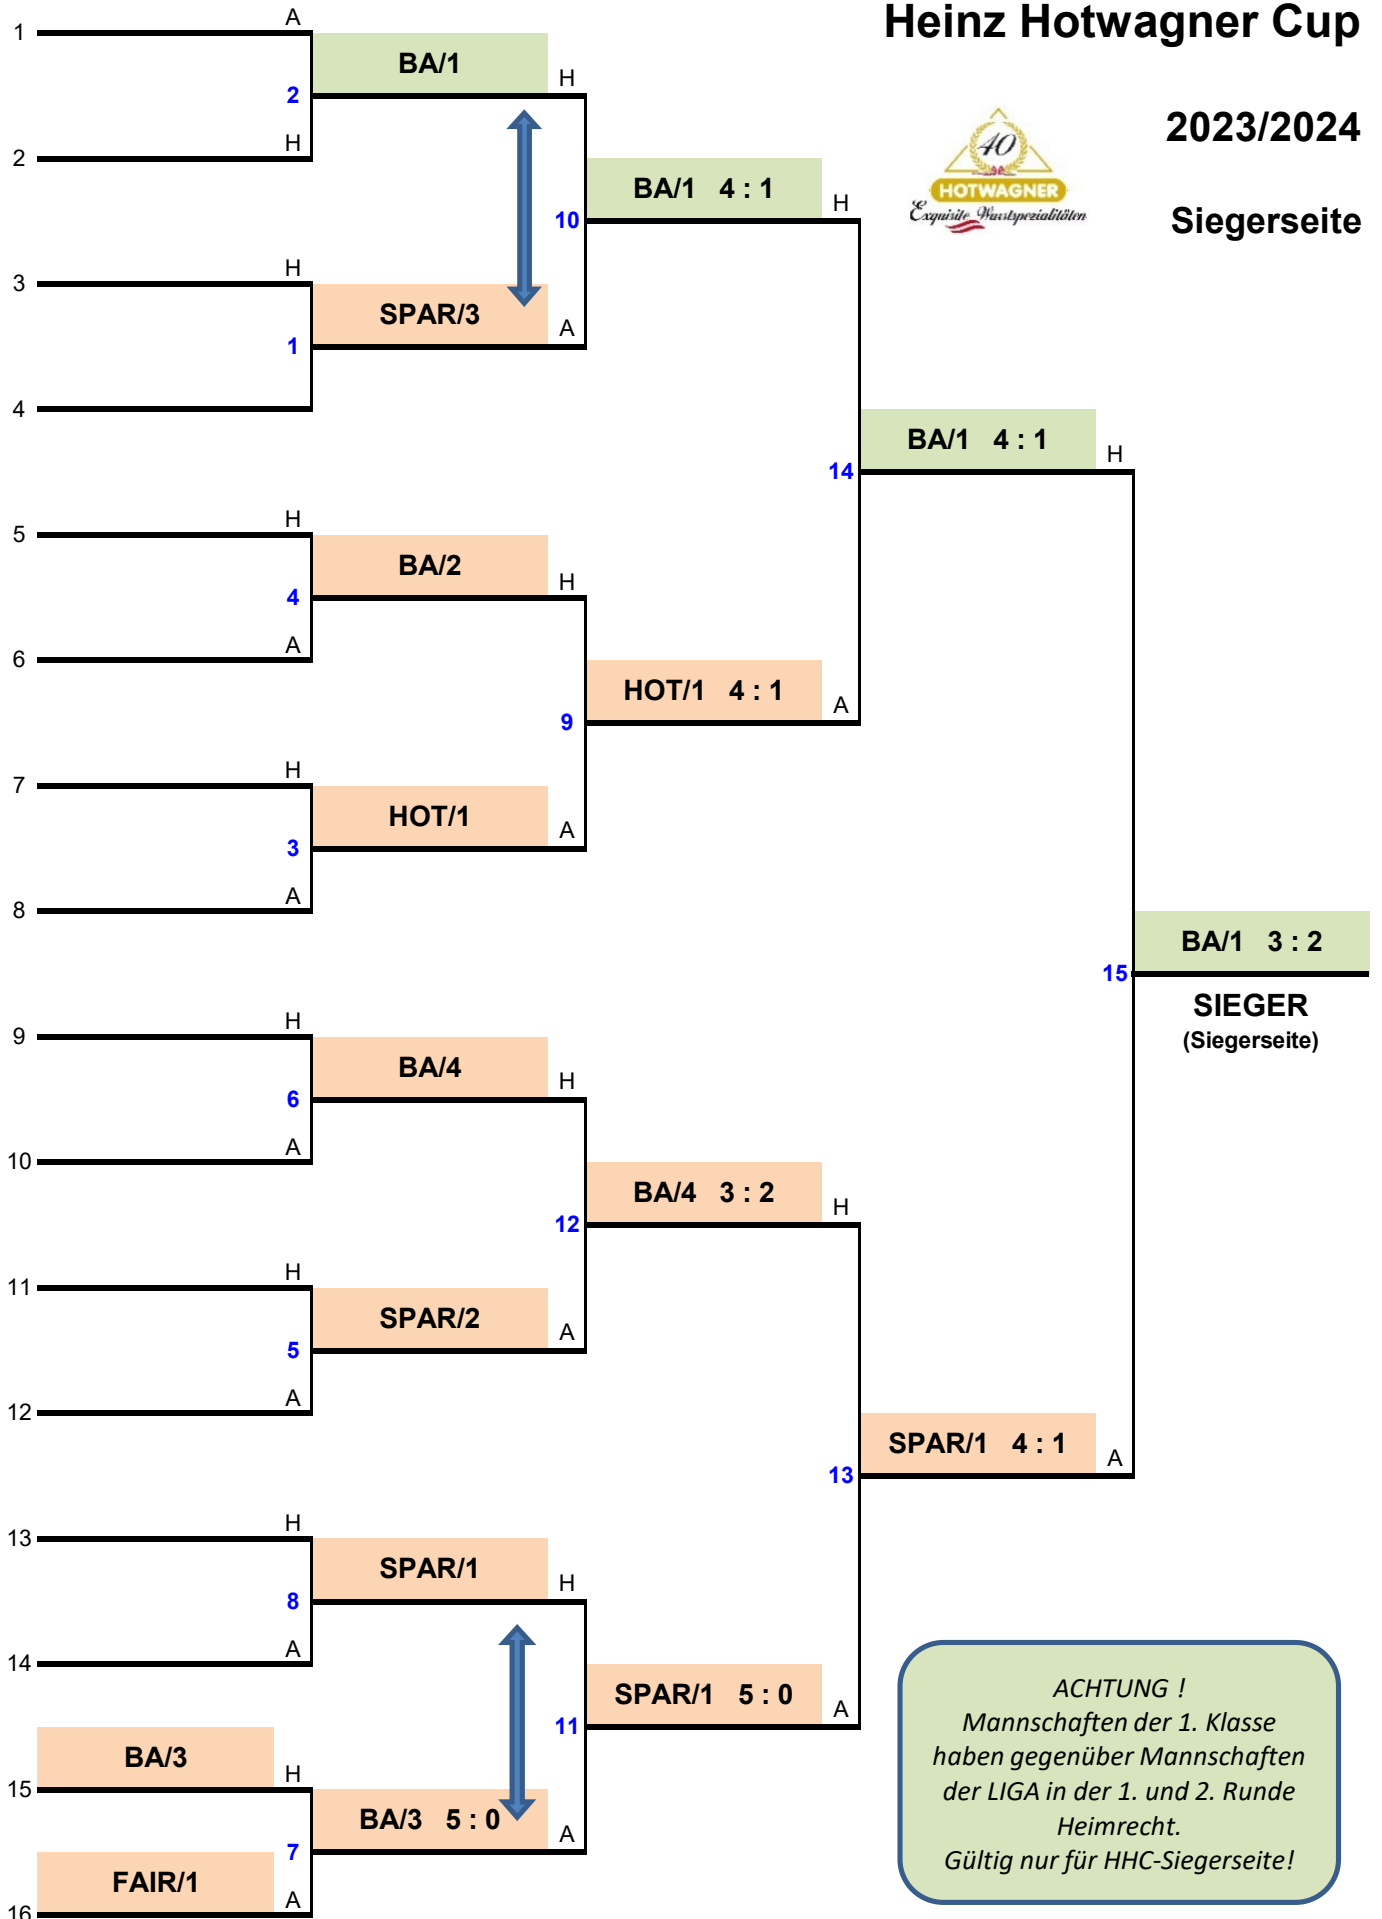 Heinz Hotwagner Cup
2023/2024
Siegerseite
40
HOTWAGNER
Exquisite Wurstspezialitäten
1
A
BA/1
H
2
2
H
BA/1 4 : 1
H
10
3
H
SPAR/3
A
1
4
BA/1 4 : 1
H
14
5
H
BA/2
H
4
6
A
HOT/1 4 : 1
A
9
7
H
HOT/1
A
3
8
A
BA/1 3 : 2
15
SIEGER
(Siegerseite)
9
H
BA/4
H
6
10
A
BA/4 3 : 2
H
12
11
H
SPAR/2
A
5
12
A
SPAR/1 4 : 1
A
13
13
H
SPAR/1
H
8
14
A
SPAR/1 5 : 0
A
11
BA/3
15
H
BA/3 5 : 0
A
7
FAIR/1
16
A
ACHTUNG !
Mannschaften der 1. Klasse
haben gegenüber Mannschaften
der LIGA in der 1. und 2. Runde
Heimrecht.
Gültig nur für HHC-Siegerseite!